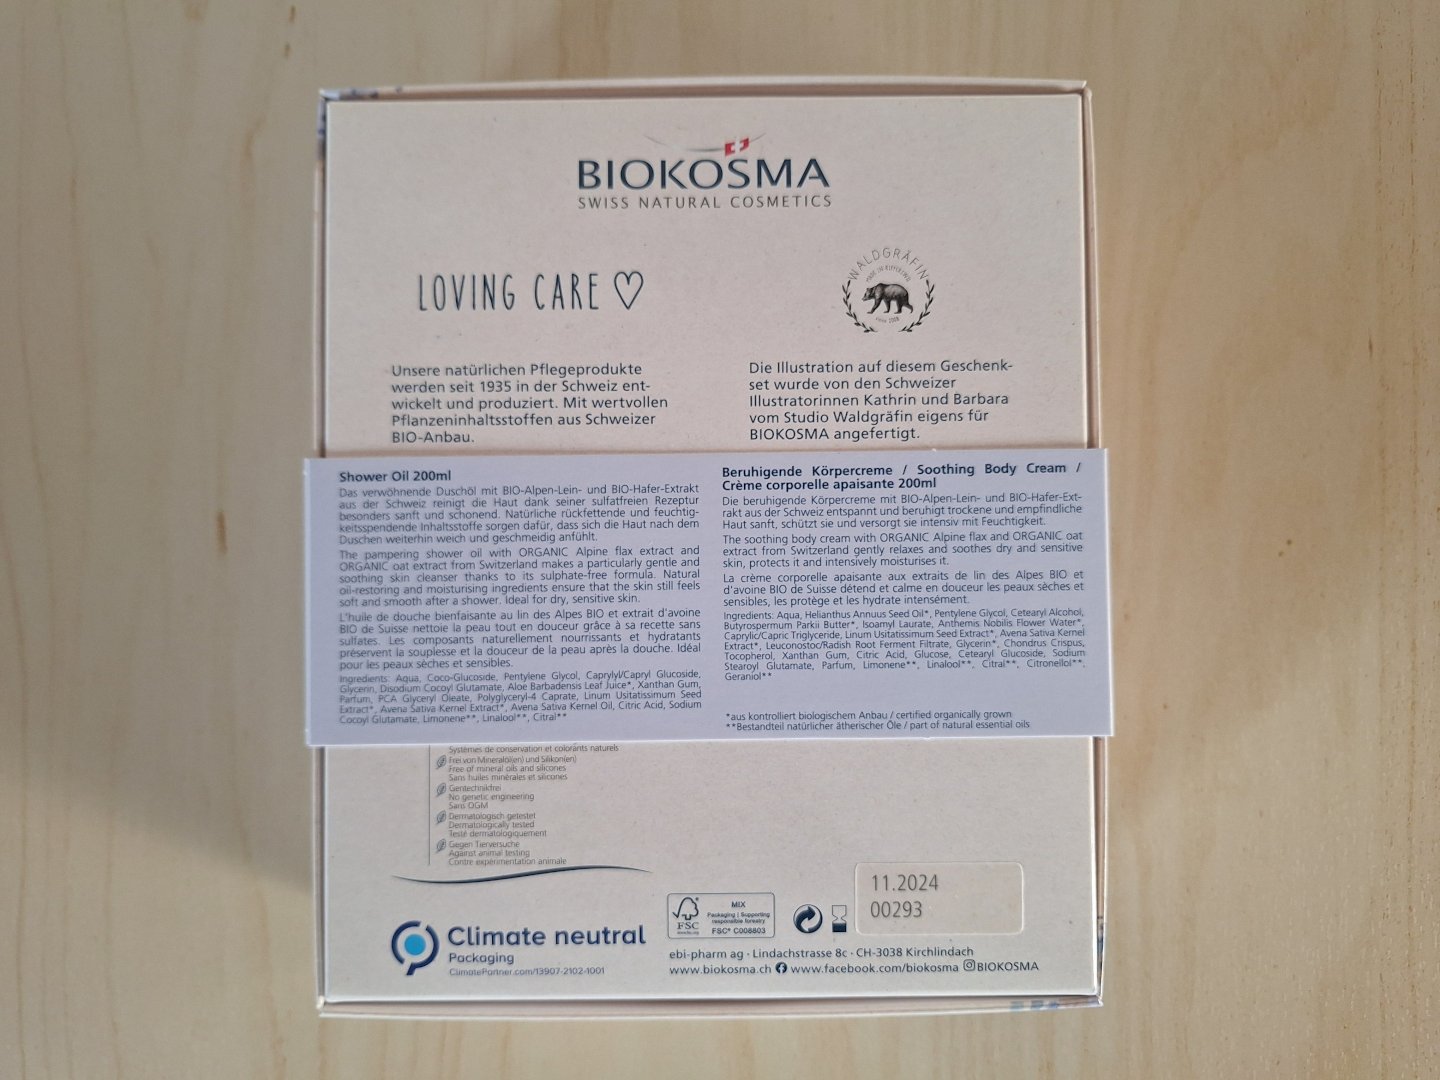 BIOKOSMA
SWISS NATURAL COSMETICS
LOVING CARE
WALDGRÄFIN
Unsere natürlichen Pflegeprodukte
werden seit 1935 in der Schweiz ent-
wickelt und produziert. Mit wertvollen
Pflanzeninhaltsstoffen aus Schweizer
BIO-Anbau.
Die Illustration auf diesem Geschenk-
set wurde von den Schweizer
Illustratorinnen Kathrin und Barbara
vom Studio Waldgräfin eigens für
BIOKOSMA angefertigt.
Shower Oil 200ml
Das verwöhnende Duschöl mit BIO-Alpen-Lein- und BIO-Hafer-Extrakt
aus der Schweiz reinigt die Haut dank seiner sulfatfreien Rezeptur
besonders sanft und schonend. Natürliche rückfettende und feuchtig-
keitsspendende Inhaltsstoffe sorgen dafür, dass sich die Haut nach dem
Duschen weiterhin weich und geschmeidig anfühlt.
The pampering shower oil with ORGANIC Alpine flax extract and
ORGANIC oat extract from Switzerland makes a particularly gentle and
soothing skin cleanser thanks to its sulphate-free formula. Natural
oil-restoring and moisturising ingredients ensure that the skin still feels
soft and smooth after a shower. Ideal for dry, sensitive skin.
L'huile de douche bienfaisante au lin des Alpes BIO et extrait d'avoine
BIO de Suisse nettoie la peau tout en douceur grâce à sa recette sans
sulfates. Les composants naturellement nourrissants et hydratants
préservent la souplesse et la douceur de la peau après la douche. Idéal
pour les peaux sèches et sensibles.
Ingredients: Aqua, Coco-Glucoside, Pentylene Glycol, Caprylyl/Capryl Glucoside,
Glycerin, Disodium Cocoyl Glutamate, Aloe Barbadensis Leaf Juice*, Xanthan Gum,
Parfum, PCA Glyceryl Oleate, Polyglyceryl-4 Caprate, Linum Usitatissimum Seed
Extract*, Avena Sativa Kernel Extract*, Avena Sativa Kernel Oil, Citric Acid, Sodium
Cocoyl Glutamate, Limonene**, Linalool**, Citral**
Beruhigende Körpercreme / Soothing Body Cream /
Crème corporelle apaisante 200ml
Die beruhigende Körpercreme mit BIO-Alpen-Lein- und BIO-Hafer-Ext-
rakt aus der Schweiz entspannt und beruhigt trockene und empfindliche
Haut sanft, schützt sie und versorgt sie intensiv mit Feuchtigkeit.
The soothing body cream with ORGANIC Alpine flax and ORGANIC oat
extract from Switzerland gently relaxes and soothes dry and sensitive
skin, protects it and intensively moisturises it.
La crème corporelle apaisante aux extraits de lin des Alpes BIO et
d'avoine BIO de Suisse détend et calme en douceur les peaux sèches et
sensibles, les protège et les hydrate intensément.
Ingredients: Aqua, Helianthus Annuus Seed Oil*, Pentylene Glycol, Cetearyl Alcohol,
Butyrospermum Parkii Butter*, Isoamyl Laurate, Anthemis Nobilis Flower Water*,
Caprylic/Capric Triglyceride, Linum Usitatissimum Seed Extract*, Avena Sativa Kernel
Extract*, Leuconostoc/Radish Root Ferment Filtrate, Glycerin*, Chondrus Crispus,
Tocopherol, Xanthan Gum, Citric Acid, Glucose, Cetearyl Glucoside, Sodium
Stearoyl Glutamate, Parfum, Limonene**, Linalool**, Citral**, Citronellol**,
Geraniol**
*aus kontrolliert biologischem Anbau / certified organically grown
**Bestandteil natürlicher ätherischer Öle / part of natural essential oils
Systèmes de conservation et colorants naturels
Frei von Mineralöl(en) und Silikon(en)
Free of mineral oils and silicones
Sans huiles minérales et silicones
Gentechnikfrei
No genetic engineering
Sans OGM
Dermatologisch getestet
Dermatologically tested
Testé dermatologiquement
Gegen Tierversuche
Against animal testing
Contre expérimentation animale
Climate neutral
Packaging
ClimatePartner.com/13907-2102-1001
FSC
MIX
Packaging | Supporting
responsible forestry
FSC® C008803
11.2024
00293
ebi-pharm ag · Lindachstrasse 8c · CH-3038 Kirchlindach
www.biokosma.ch www.facebook.com/biokosma BIOKOSMA